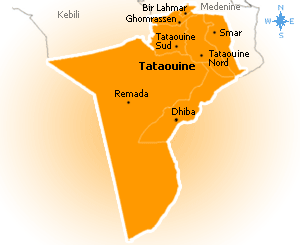 Bir Lahmar
Medenine
Kebili
Ghomrassen
N
W E
S
Smar
Tataouine
Sud
Tataouine
Nord
Tataouine
Remada
Dhiba